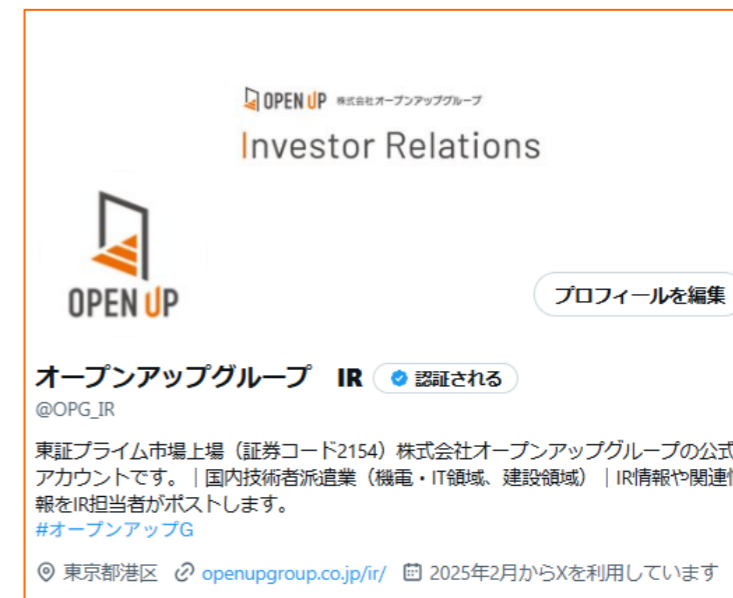 OPEN UP 株式会社オープンアップグループ
Investor Relations
OPEN UP
プロフィールを編集
オープンアップグループ IR 認証される
@OPG_IR
東証プライム市場上場（証券コード2154）株式会社オープンアップグループの公式
アカウントです。｜国内技術者派遣業（機電・IT領域、建設領域）｜IR情報や関連情
報をIR担当者がポストします。
#オープンアップG
東京都港区 openupgroup.co.jp/ir/ 2025年2月からXを利用しています